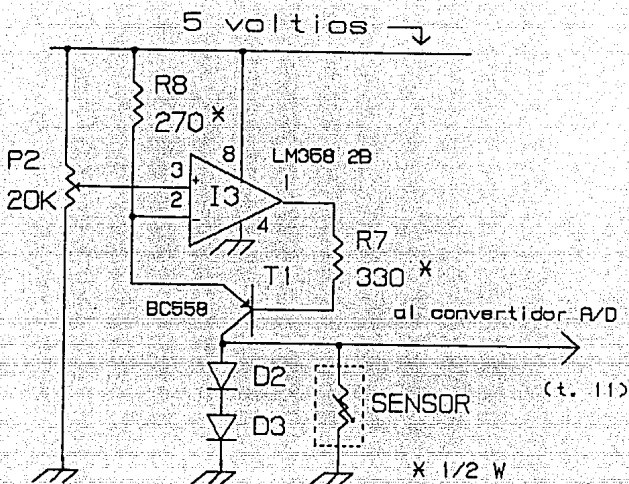 5 voltios
R8
270 *
P2
20K
3
2
8
1
4
+
-
I3
LM358 2B
R7
330 *
T1
BC558
al convertidor A/D
(t. 11)
D2
D3
SENSOR
* 1/2 W